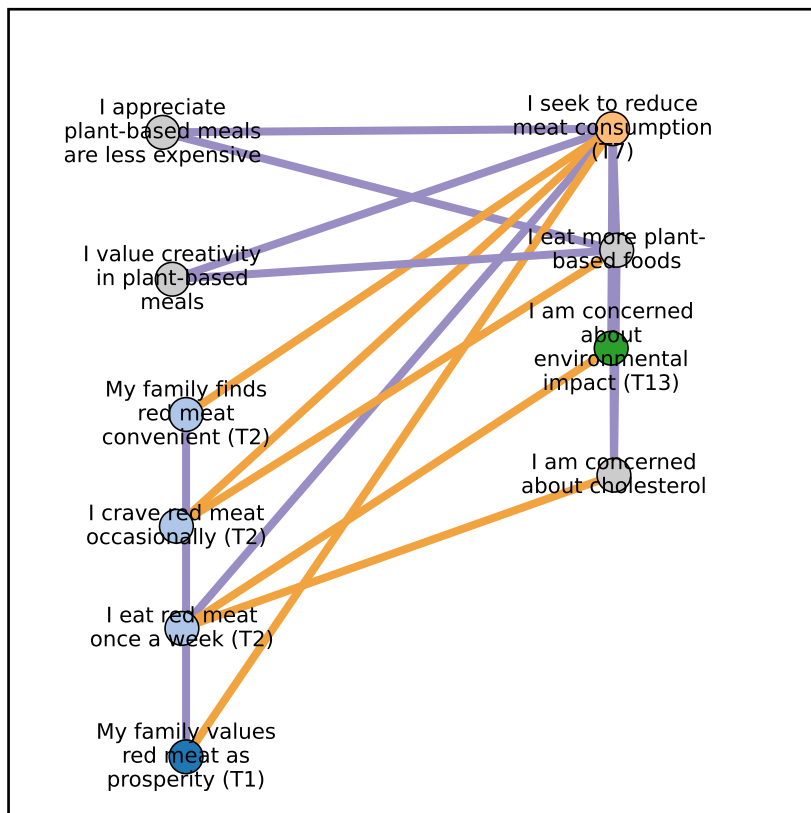 I appreciate
plant-based meals
are less expensive
I seek to reduce
meat consumption
(T7)
I value creativity
in plant-based
meals
I eat more plant-
based foods
I am concerned
about
environmental
impact (T13)
My family finds
red meat
convenient (T2)
I am concerned
about cholesterol
I crave red meat
occasionally (T2)
I eat red meat
once a week (T2)
My family values
red meat as
prosperity (T1)